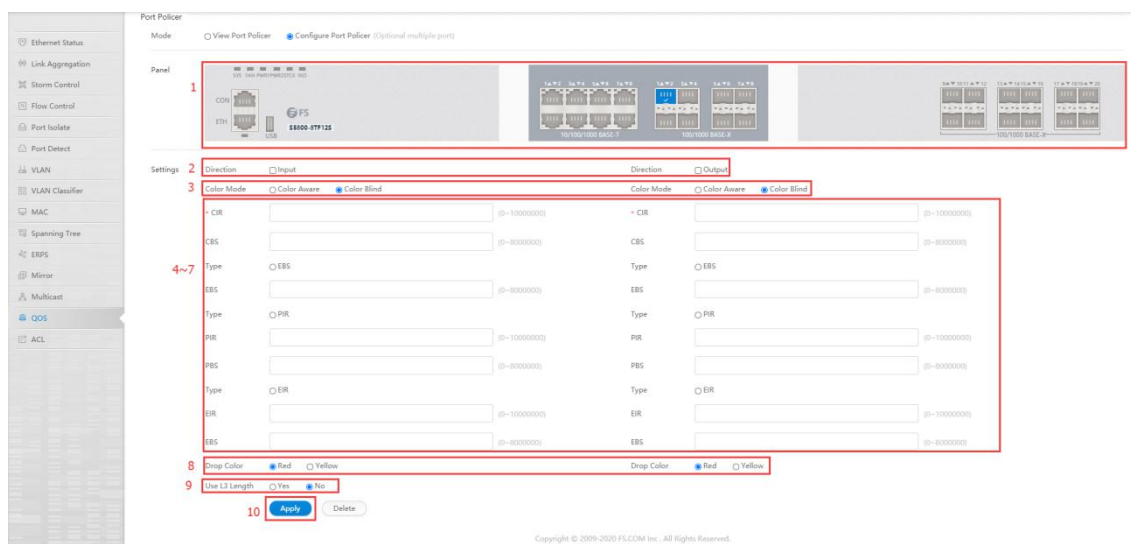 Port Policer
Mode View Port Policer Configure Port Policer (Optional multiple port)
Ethernet Status
Link Aggregation
Storm Control
Flow Control
Port Isolate
Port Detect
VLAN
VLAN Classifier
MAC
Spanning Tree
ERPS
Mirror
Multicast
QOS
ACL
Panel
1
CON
ETH
USB
FS
10/100/1000 BASE-T
100/1000 BASE-X
100/1000 BASE-X
Settings 2 Direction Input Direction Output
3 Color Mode Color Aware Color Blind Color Mode Color Aware Color Blind
4~7
* CIR (0~10000000) * CIR (0~10000000)
CBS (0~8000000) CBS (0~8000000)
Type EBS Type EBS
EBS (0~8000000) EBS (0~8000000)
Type PIR Type PIR
PIR (0~10000000) PIR (0~10000000)
PBS (0~8000000) PBS (0~8000000)
Type EIR Type EIR
EIR (0~10000000) EIR (0~10000000)
EBS (0~8000000) EBS (0~8000000)
8 Drop Color Red Yellow Drop Color Red Yellow
9 Use L3 Length Yes No
10 Apply Delete
Copyright © 2009-2020 FS.COM Inc . All Rights Reserved.